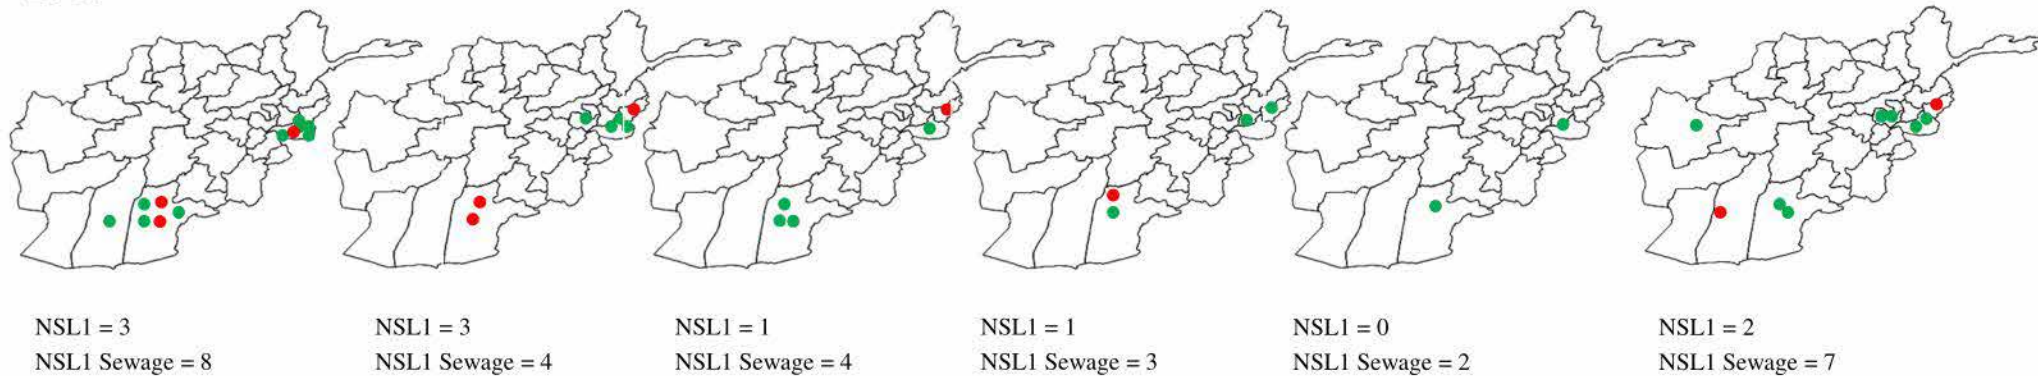 NSL1 = 3
NSL1 Sewage = 8
NSL1 = 3
NSL1 Sewage = 4
NSL1 = 1
NSL1 Sewage = 4
NSL1 = 1
NSL1 Sewage = 3
NSL1 = 0
NSL1 Sewage = 2
NSL1 = 2
NSL1 Sewage = 7